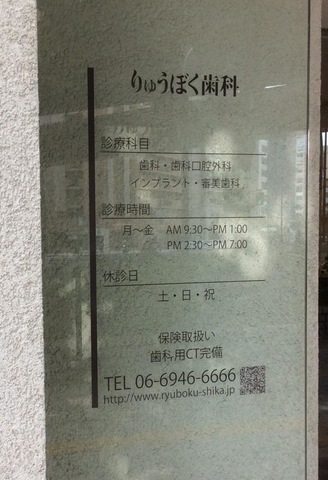 りゅうぼく歯科
診療科目
歯科・歯科口腔外科
インプラント・審美歯科
診療時間
月〜金 AM 9:30〜PM 1:00
PM 2:30〜PM 7:00
休診日
土・日・祝
保険取扱い
歯科用CT完備
TEL 06-6946-6666
http://www.ryuboku-shika.jp